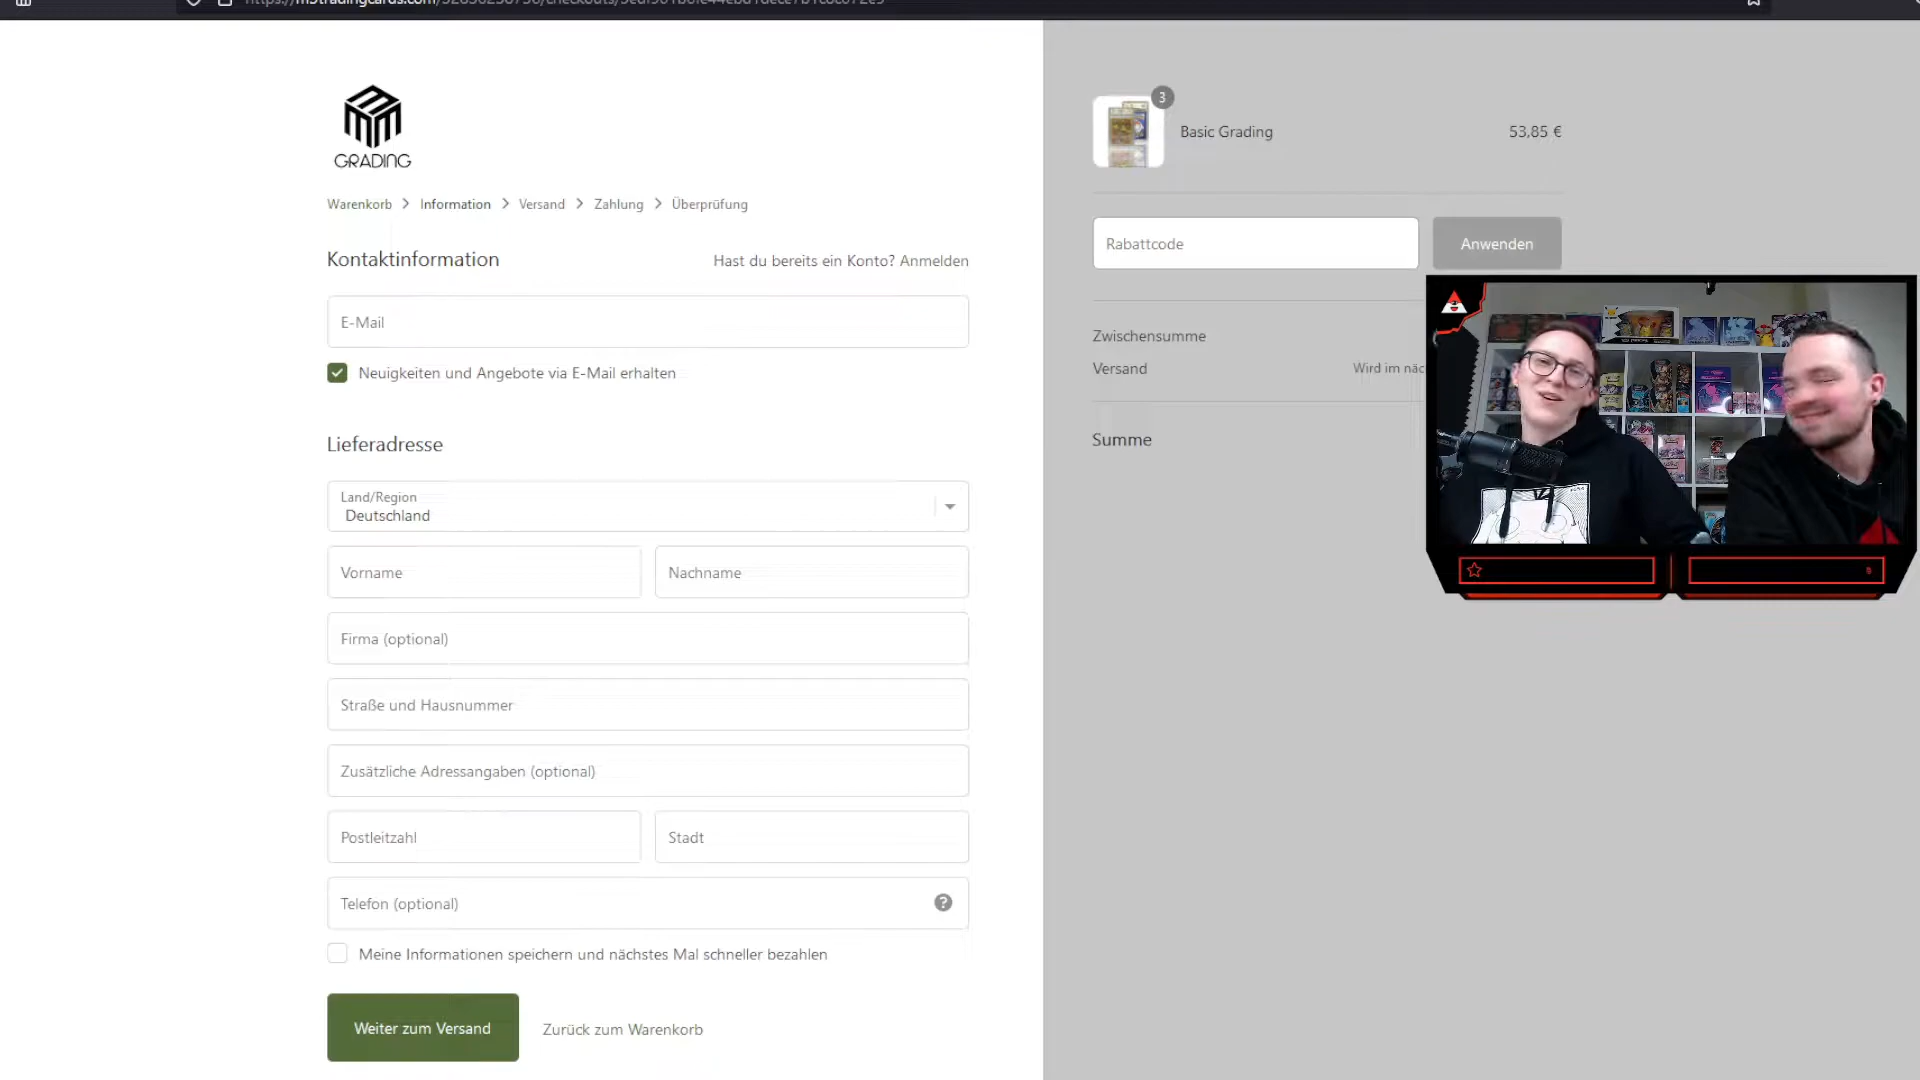 GRADING
Warenkorb > Information > Versand > Zahlung > Überprüfung
Kontaktinformation
Hast du bereits ein Konto? Anmelden
E-Mail
Neuigkeiten und Angebote via E-Mail erhalten
Lieferadresse
Land/Region
Deutschland
Vorname
Nachname
Firma (optional)
Straße und Hausnummer
Zusätzliche Adressangaben (optional)
Postleitzahl
Stadt
Telefon (optional)
?
Meine Informationen speichern und nächstes Mal schneller bezahlen
Weiter zum Versand
Zurück zum Warenkorb
3
Basic Grading
53,85 €
Rabattcode
Anwenden
Zwischensumme
Versand
Wird im näc
Summe